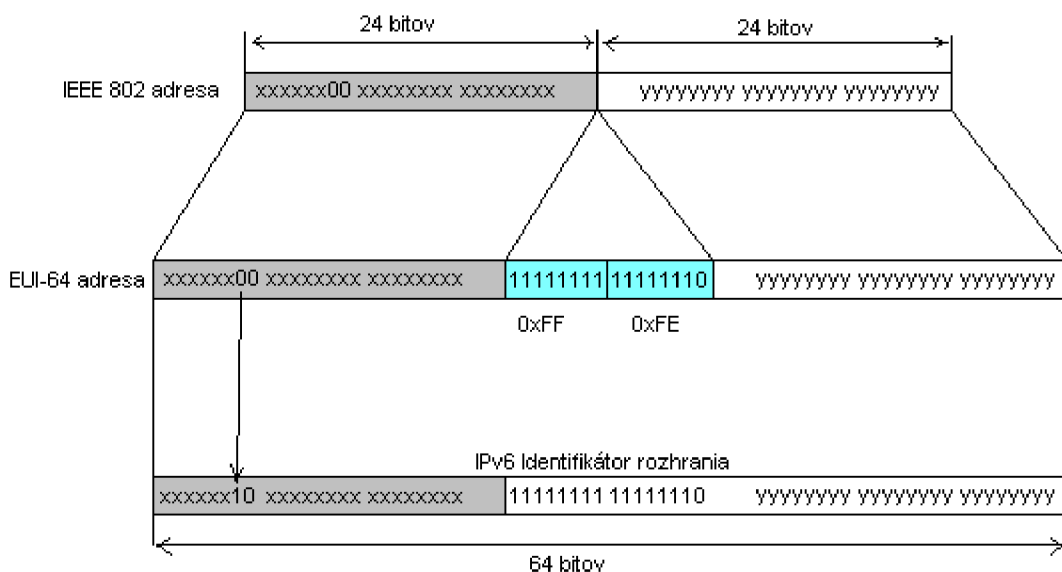 24 bitov 24 bitov
IEEE 802 adresa xxxxxx00 xxxxxxxx xxxxxxxx yyyyyyyy yyyyyyyy yyyyyyyy
EUI-64 adresa xxxxxx00 xxxxxxxx xxxxxxxx 11111111 11111110 yyyyyyyy yyyyyyyy yyyyyyyy
0xFF 0xFE
IPv6 Identifikátor rozhrania
xxxxxx10 xxxxxxxx xxxxxxxx 11111111 11111110 yyyyyyyy yyyyyyyy yyyyyyyy
64 bitov